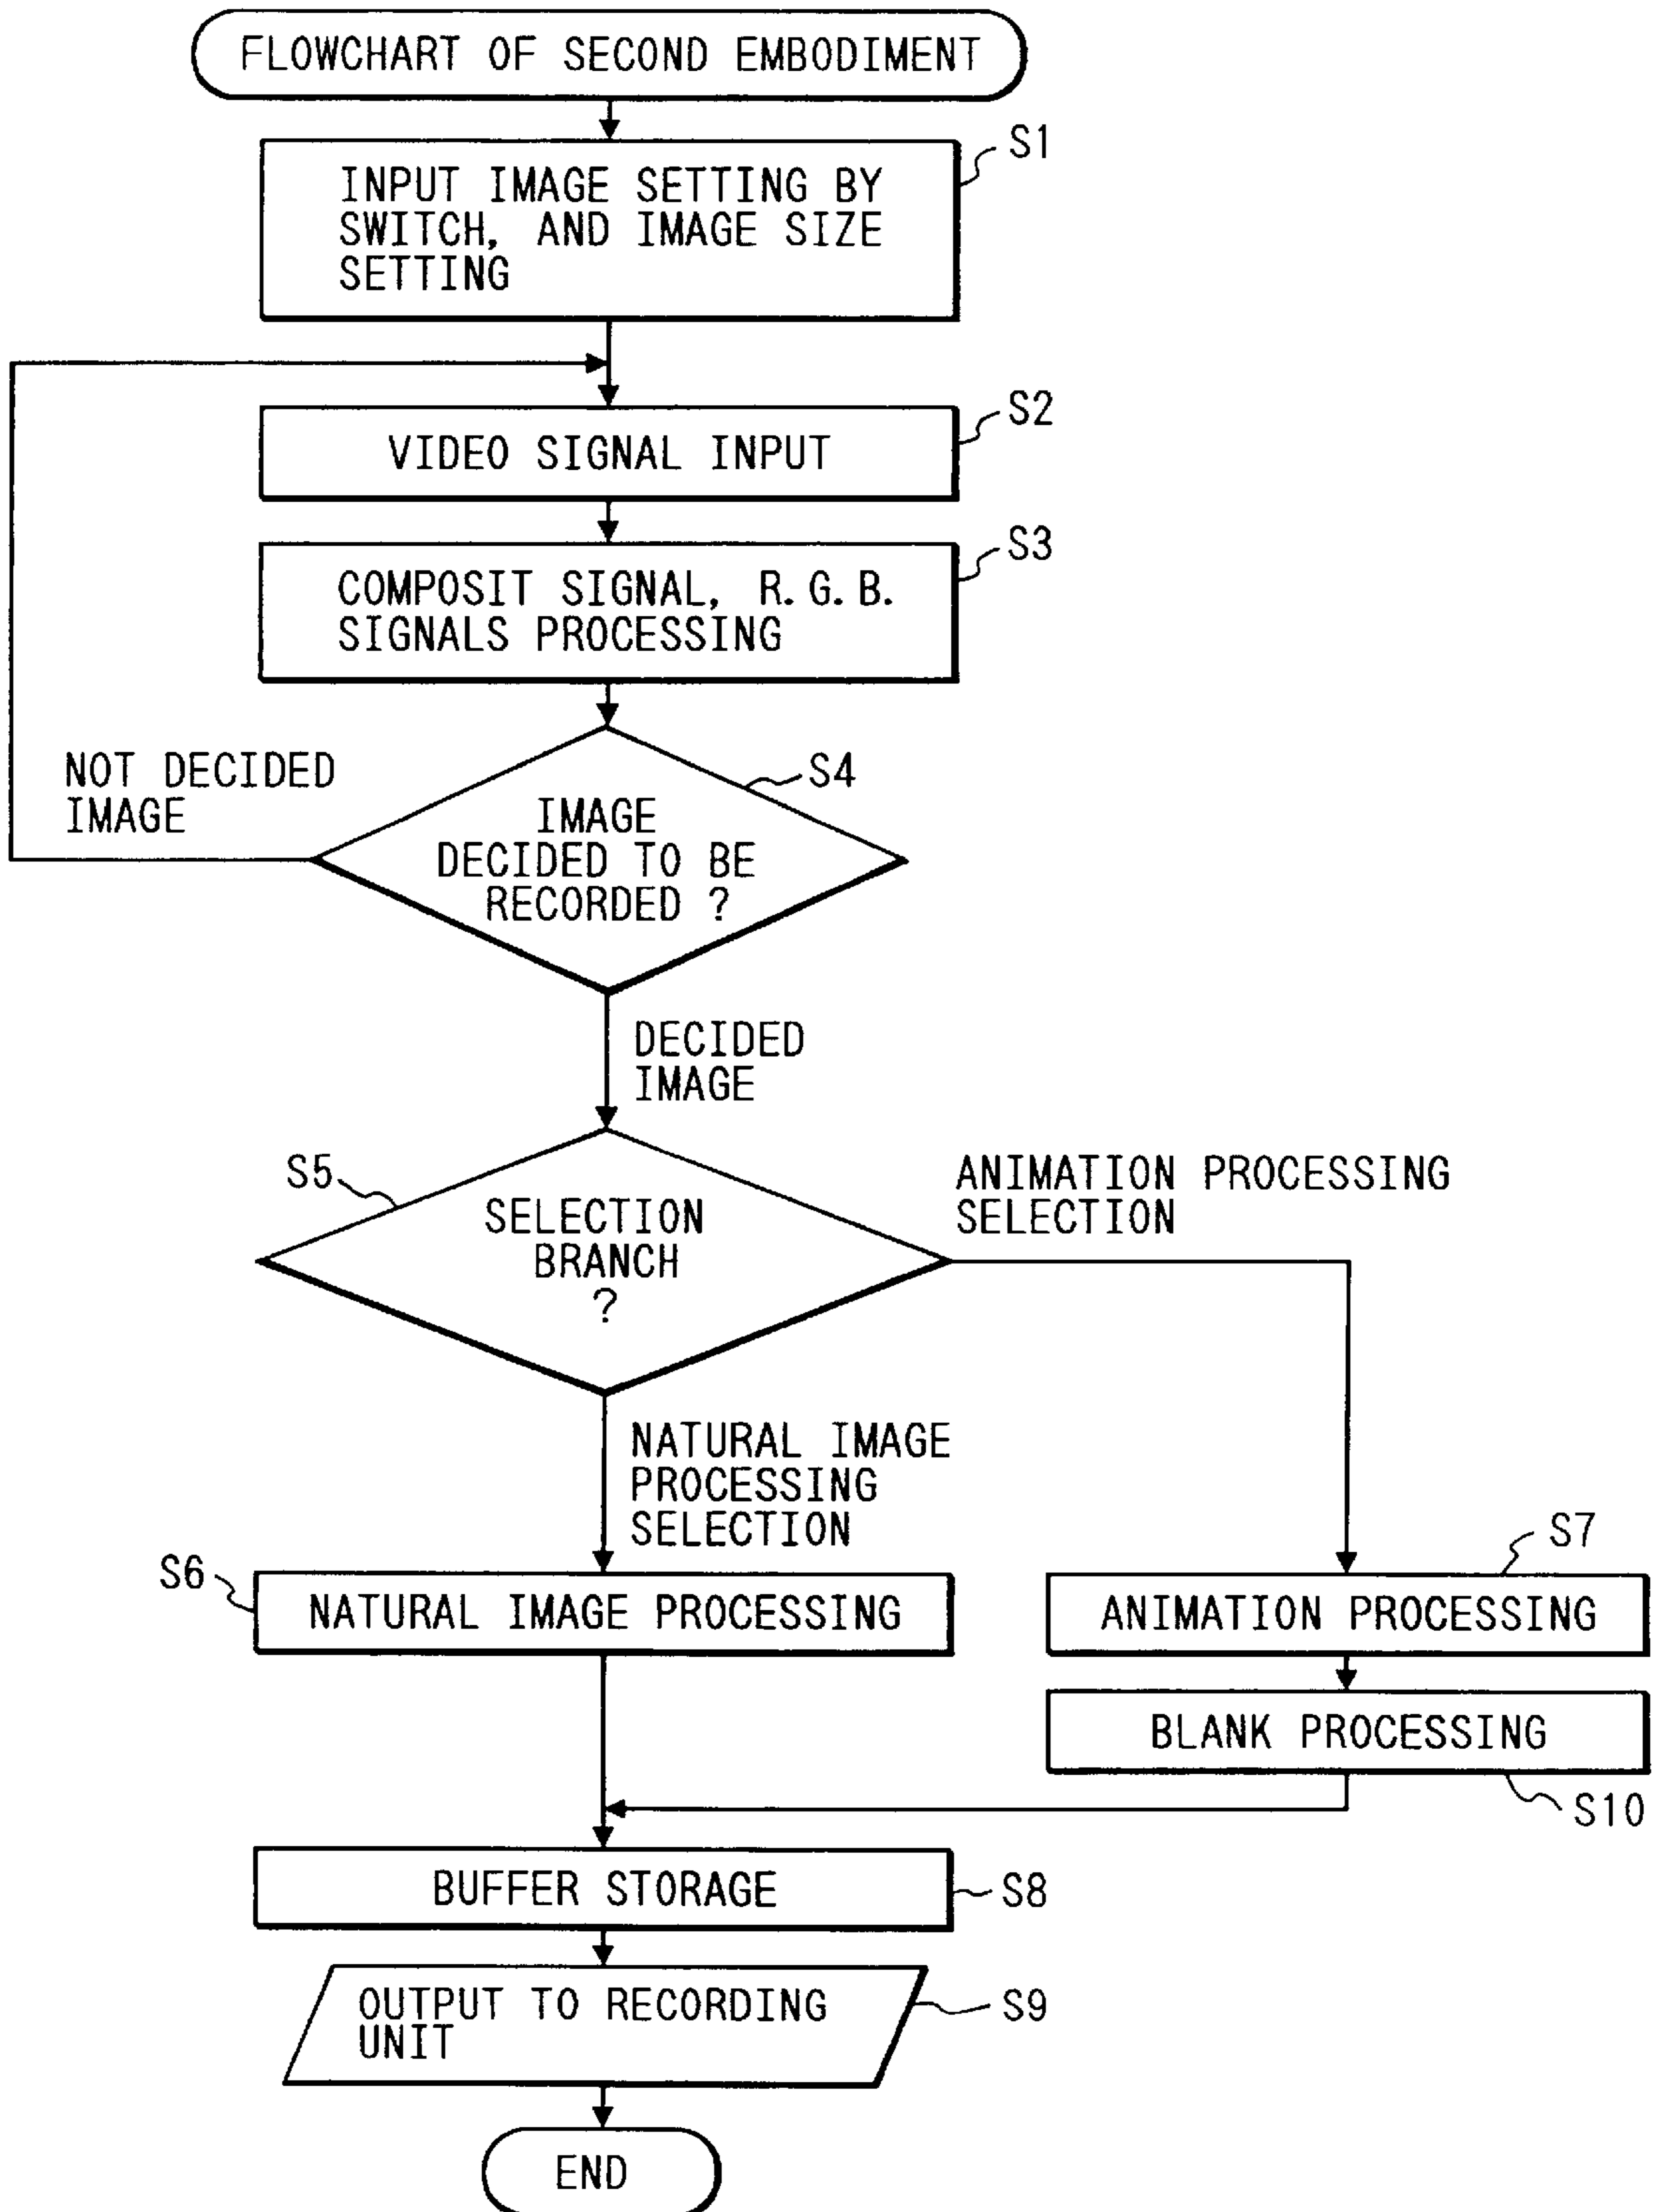 FLOWCHART OF SECOND EMBODIMENT
S1
INPUT IMAGE SETTING BY
SWITCH, AND IMAGE SIZE
SETTING
S2
VIDEO SIGNAL INPUT
S3
COMPOSIT SIGNAL, R. G. B.
SIGNALS PROCESSING
NOT DECIDED
IMAGE
S4
IMAGE
DECIDED TO BE
RECORDED ?
DECIDED
IMAGE
S5
SELECTION
BRANCH
?
ANIMATION PROCESSING
SELECTION
NATURAL IMAGE
PROCESSING
SELECTION
S6
NATURAL IMAGE PROCESSING
S7
ANIMATION PROCESSING
BLANK PROCESSING
S10
BUFFER STORAGE
S8
OUTPUT TO RECORDING
UNIT
S9
END